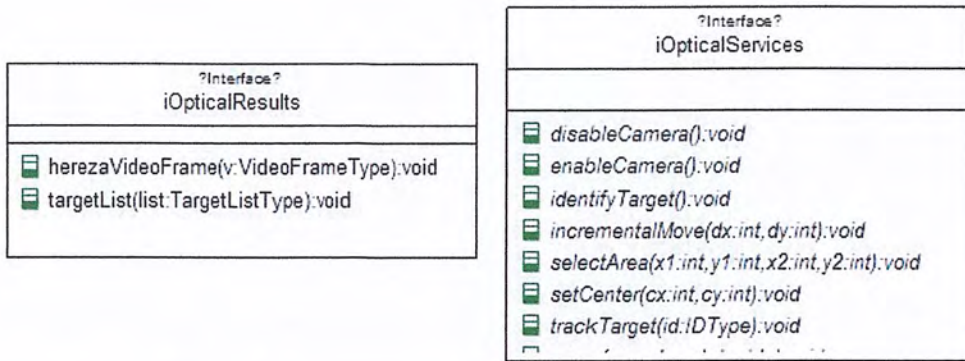 ?Interface?
iOpticalResults
herezaVideoFrame(v:VideoFrameType):void
targetList(list:TargetListType):void
?Interface?
iOpticalServices
disableCamera():void
enableCamera():void
identifyTarget():void
incrementalMove(dx:int,dy:int):void
selectArea(x1:int,y1:int,x2:int,y2:int):void
setCenter(cx:int,cy:int):void
trackTarget(id:IDType):void